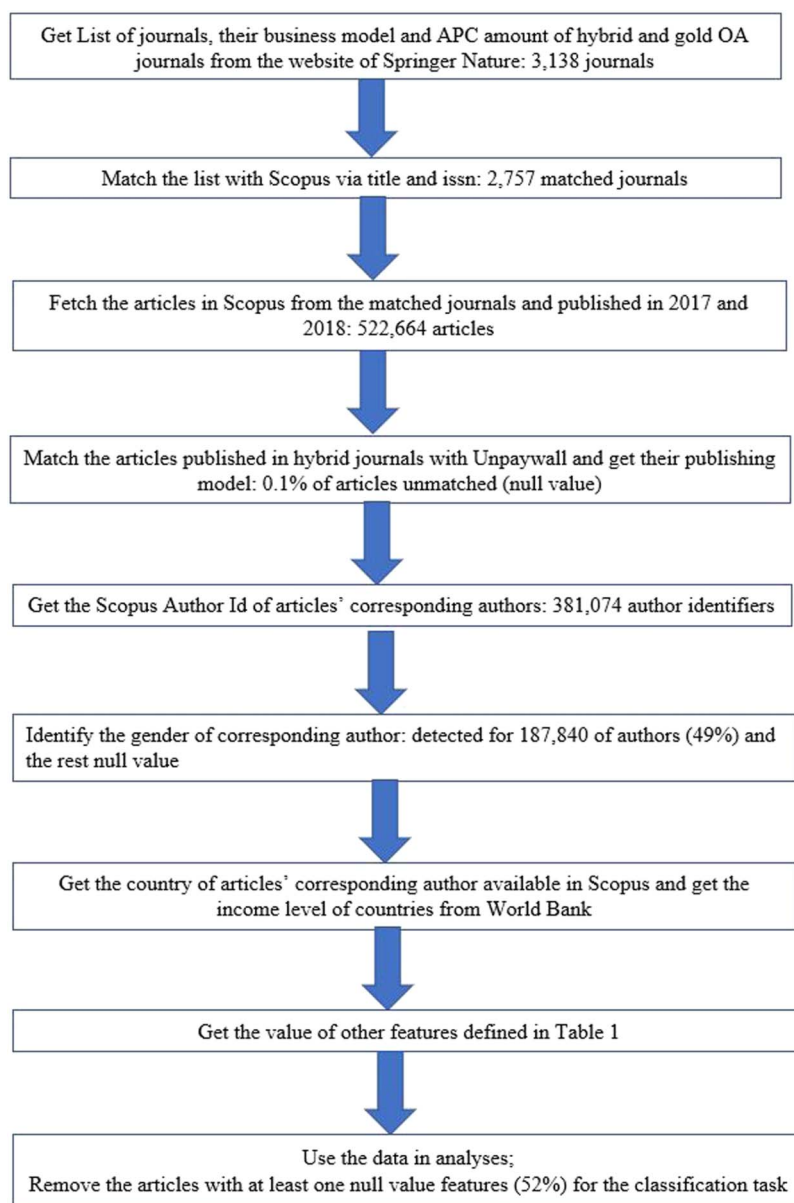 Get List of journals, their business model and APC amount of hybrid and gold OA
journals from the website of Springer Nature: 3,138 journals
Match the list with Scopus via title and issn: 2,757 matched journals
Fetch the articles in Scopus from the matched journals and published in 2017 and
2018: 522,664 articles
Match the articles published in hybrid journals with Unpaywall and get their publishing
model: 0.1% of articles unmatched (null value)
Get the Scopus Author Id of articles’ corresponding authors: 381,074 author identifiers
Identify the gender of corresponding author: detected for 187,840 of authors (49%) and
the rest null value
Get the country of articles’ corresponding author available in Scopus and get the
income level of countries from World Bank
Get the value of other features defined in Table 1
Use the data in analyses;
Remove the articles with at least one null value features (52%) for the classification task